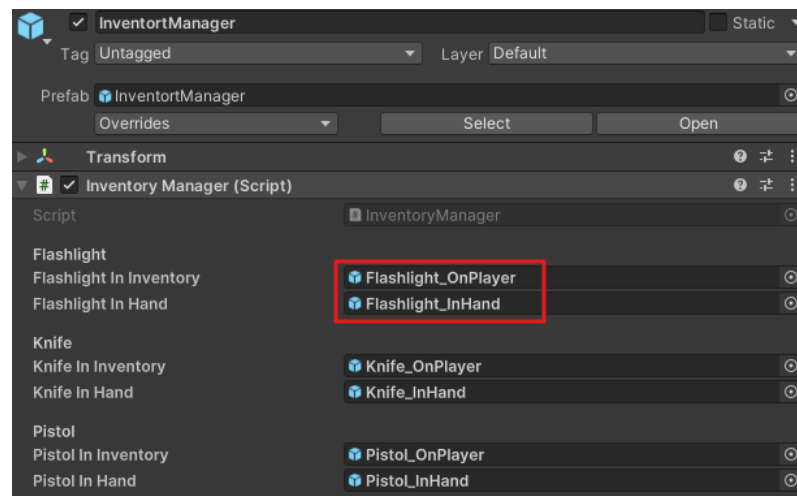 InventortManager Static
Tag Untagged Layer Default
Prefab InventortManager
Overrides Select Open
Transform
# Inventory Manager (Script)
Script InventoryManager
Flashlight
Flashlight In Inventory Flashlight_OnPlayer
Flashlight In Hand Flashlight_InHand
Knife
Knife In Inventory Knife_OnPlayer
Knife In Hand Knife_InHand
Pistol
Pistol In Inventory Pistol_OnPlayer
Pistol In Hand Pistol_InHand